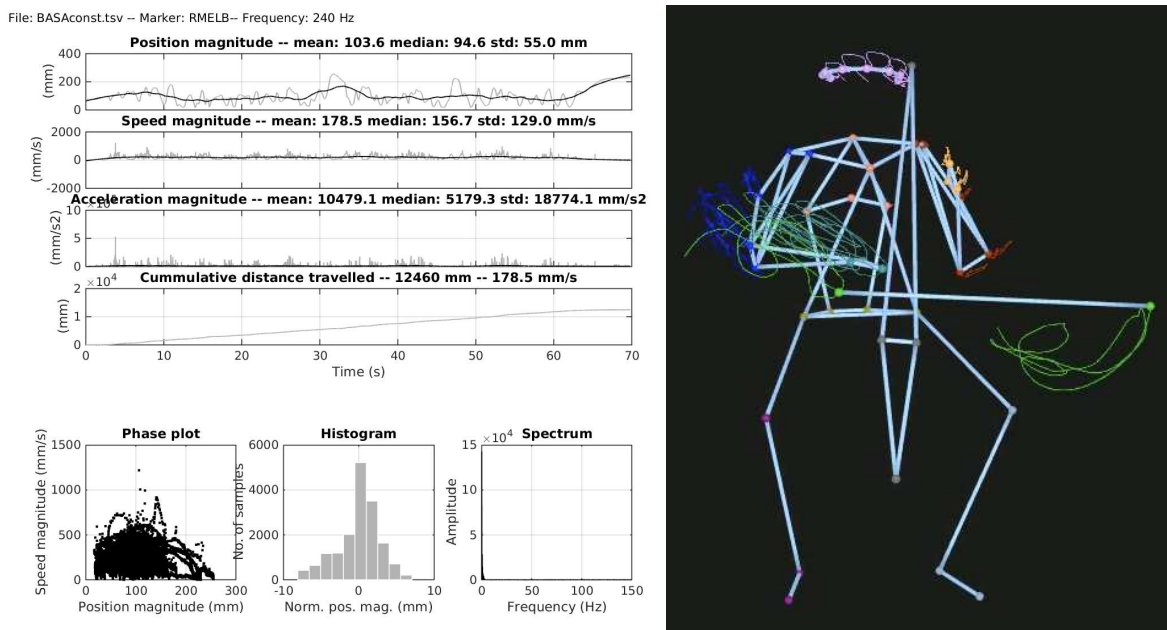 File: BASAconst.tsv -- Marker: RMELB-- Frequency: 240 Hz
Position magnitude -- mean: 103.6 median: 94.6 std: 55.0 mm
(mm)
400
200
0
Speed magnitude -- mean: 178.5 median: 156.7 std: 129.0 mm/s
(mm/s)
2000
0
-2000
Acceleration magnitude -- mean: 10479.1 median: 5179.3 std: 18774.1 mm/s2
(mm/s2)
10
5
0
Cummulative distance travelled -- 12460 mm -- 178.5 mm/s
×10⁴
(mm)
2
1
0
0 10 20 30 40 50 60 70
Time (s)
Phase plot
Speed magnitude (mm/s)
1500
1000
500
0
0 100 200 300
Position magnitude (mm)
Histogram
No. of samples
6000
4000
2000
0
-10 0 10
Norm. pos. mag. (mm)
×10⁴ Spectrum
Amplitude
15
10
5
0
0 50 100 150
Frequency (Hz)